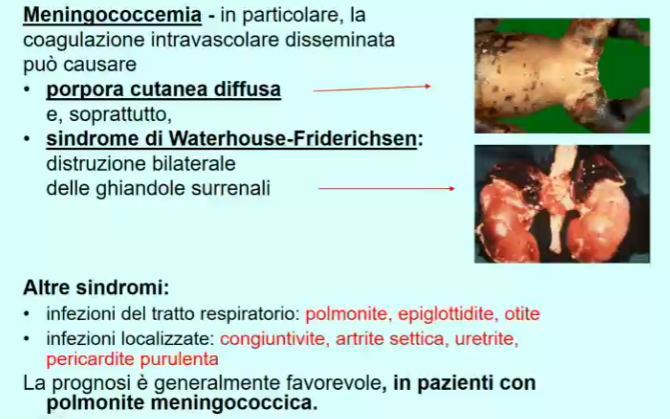 Meningococcemia - in particolare, la
coagulazione intravascolare disseminata
può causare
• porpora cutanea diffusa
e, soprattutto,
• sindrome di Waterhouse-Friderichsen:
distruzione bilaterale
delle ghiandole surrenali
Altre sindromi:
• infezioni del tratto respiratorio: polmonite, epiglottidite, otite
• infezioni localizzate: congiuntivite, artrite settica, uretrite,
pericardite purulenta
La prognosi è generalmente favorevole, in pazienti con
polmonite meningococcica.